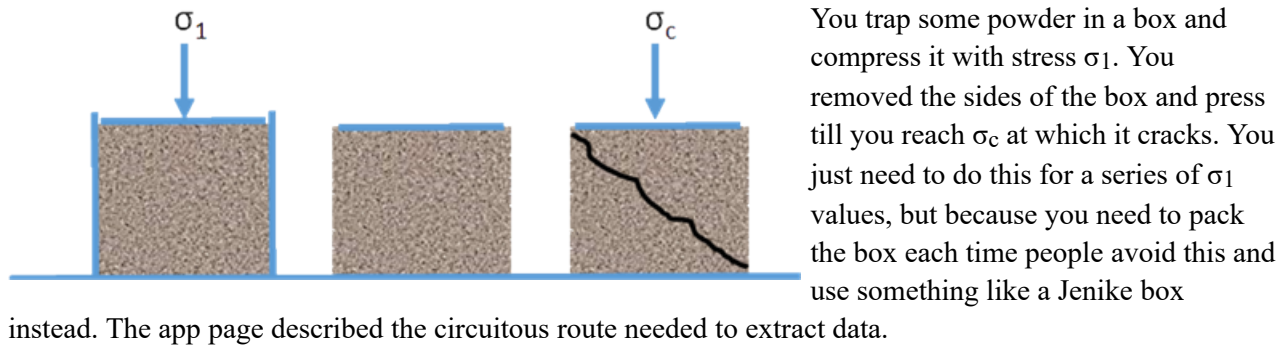 σ₁
σc
You trap some powder in a box and
compress it with stress σ1. You
removed the sides of the box and press
till you reach σc at which it cracks. You
just need to do this for a series of σ1
values, but because you need to pack
the box each time people avoid this and
use something like a Jenike box
instead. The app page described the circuitous route needed to extract data.